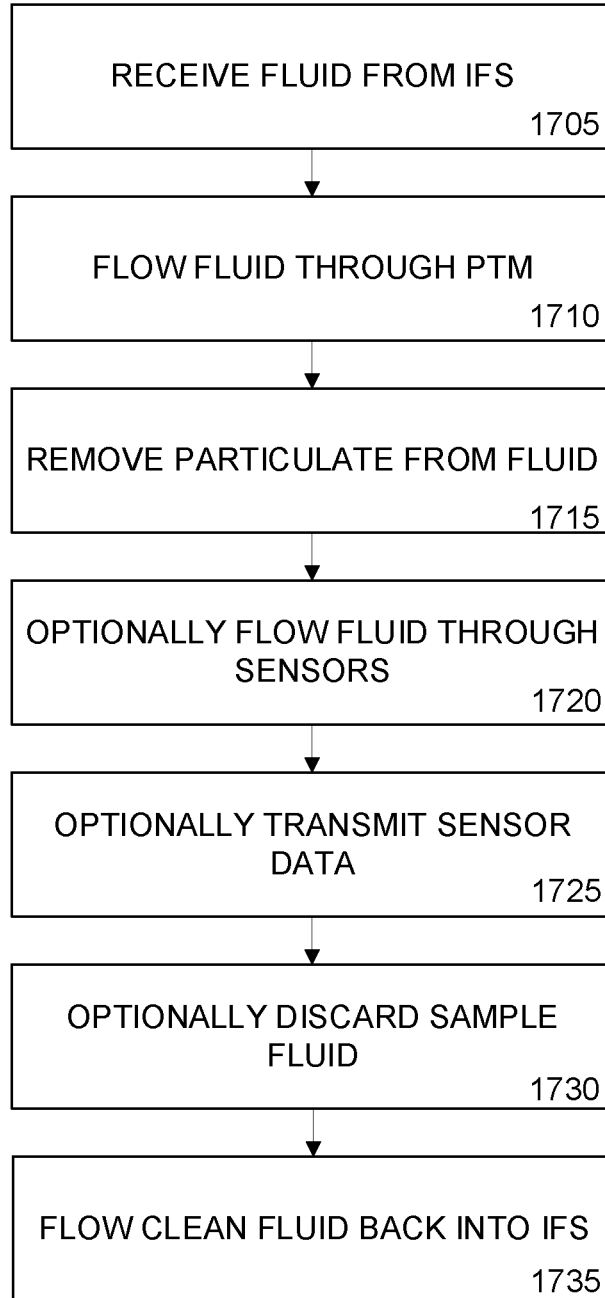 RECEIVE FLUID FROM IFS
1705
FLOW FLUID THROUGH PTM
1710
REMOVE PARTICULATE FROM FLUID
1715
OPTIONALLY FLOW FLUID THROUGH
SENSORS
1720
OPTIONALLY TRANSMIT SENSOR
DATA
1725
OPTIONALLY DISCARD SAMPLE
FLUID
1730
FLOW CLEAN FLUID BACK INTO IFS
1735